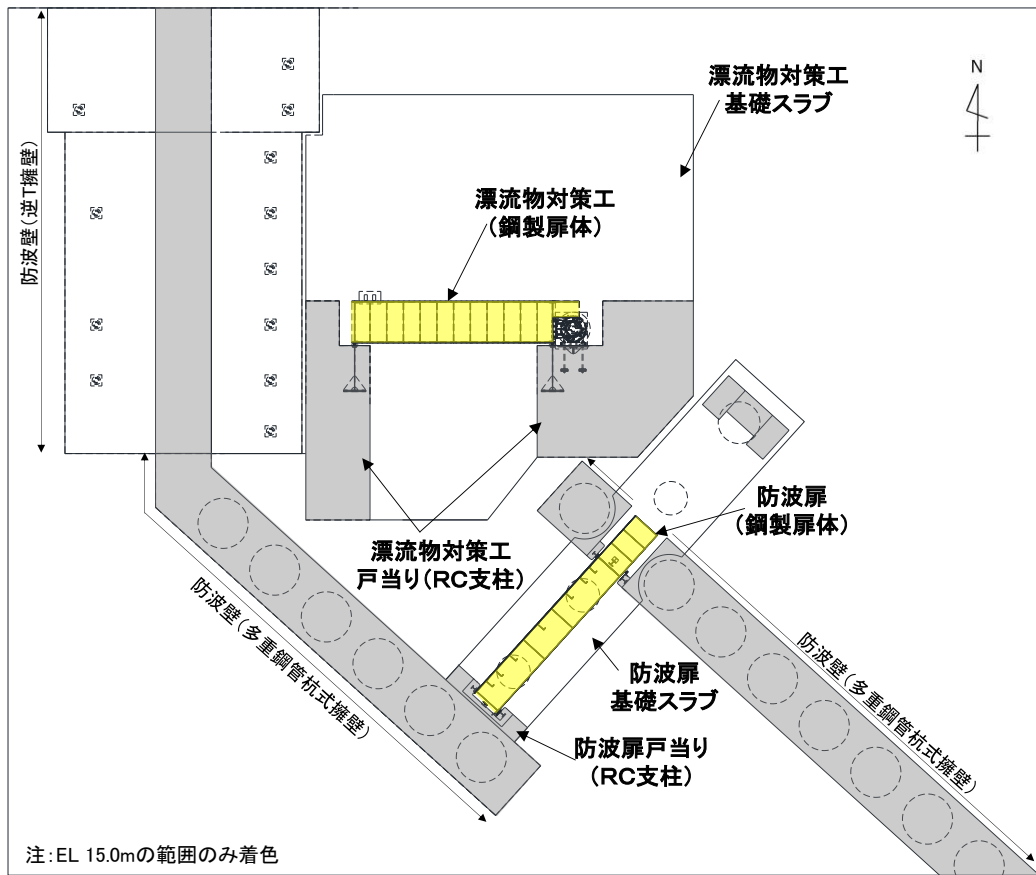 漂流物対策工
基礎スラブ
N
漂流物対策工
(鋼製扉体)
防波壁(逆T擁壁)
防波扉
(鋼製扉体)
漂流物対策工
戸当り(RC支柱)
防波壁(多重鋼管杭式擁壁)
防波壁(多重鋼管杭式擁壁)
防波扉
基礎スラブ
防波扉戸当り
(RC支柱)
注:EL 15.0mの範囲のみ着色